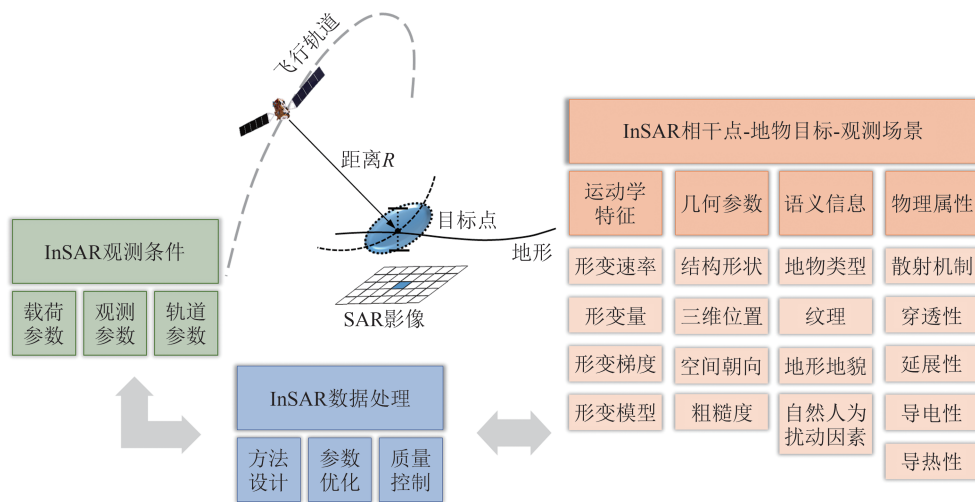 飞行轨道
距离R
目标点
地形
SAR影像
InSAR观测条件
载荷
参数
观测
参数
轨道
参数
InSAR数据处理
方法
设计
参数
优化
质量
控制
InSAR相干点-地物目标-观测场景
运动学
特征
形变速率
形变量
形变梯度
形变模型
几何参数
结构形状
三维位置
空间朝向
粗糙度
语义信息
地物类型
纹理
地形地貌
自然人为
扰动因素
物理属性
散射机制
穿透性
延展性
导电性
导热性